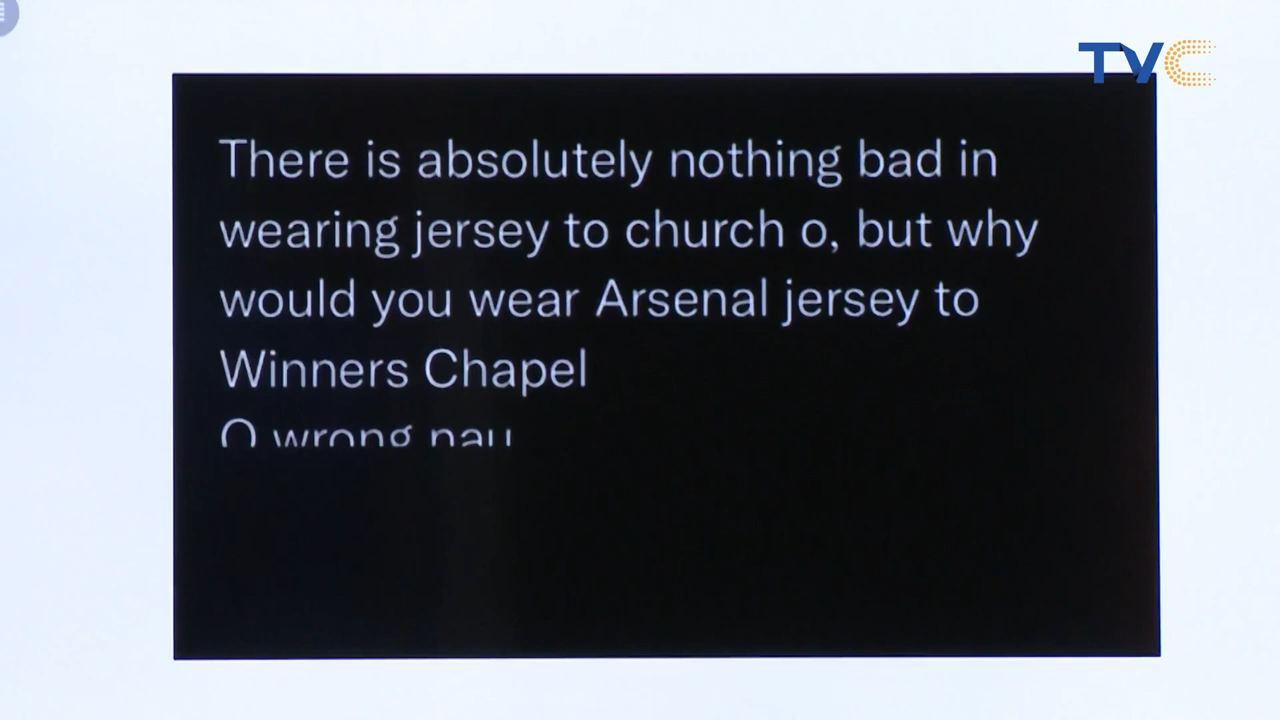 TVC
There is absolutely nothing bad in
wearing jersey to church o, but why
would you wear Arsenal jersey to
Winners Chapel
O wrong nau